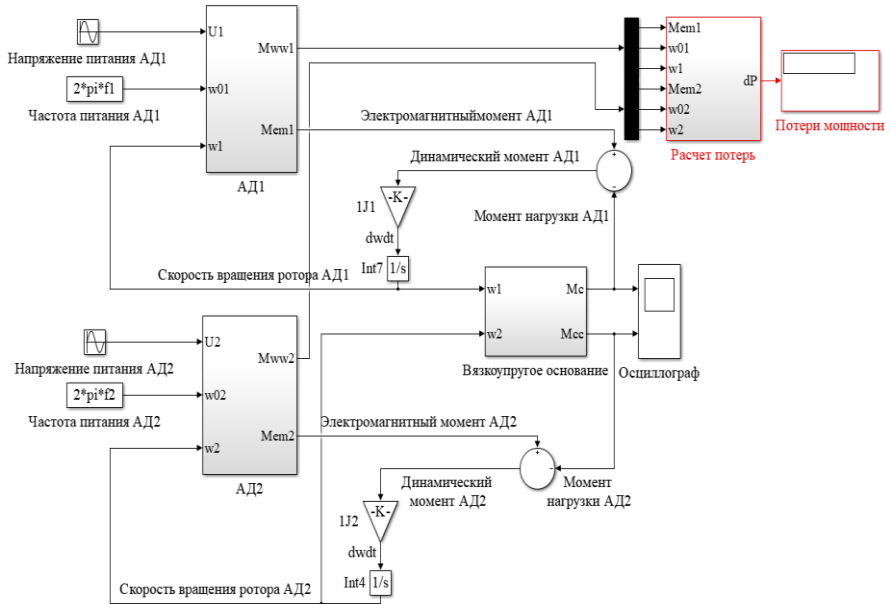 U1
w01
w1
Mww1
Mem1
АД1
Напряжение питания АД1
2*pi*f1
Частота питания АД1
Mem1
w01
w1
Mem2
w02
w2
dP
Расчет потерь
Потери мощности
Электромагнитныймомент АД1
+
-
Динамический момент АД1
-K-
1J1
dwdt
Момент нагрузки АД1
Int7
1/s
Скорость вращения ротора АД1
w1
w2
Mc
Mcc
Вязкоупругое основание
Осциллограф
U2
w02
w2
Mww2
Mem2
АД2
Напряжение питания АД2
2*pi*f2
Частота питания АД2
Электромагнитный момент АД2
+
-
Динамический
момент АД2
Момент
нагрузки АД2
-K-
1J2
dwdt
Int4
1/s
Скорость вращения ротора АД2